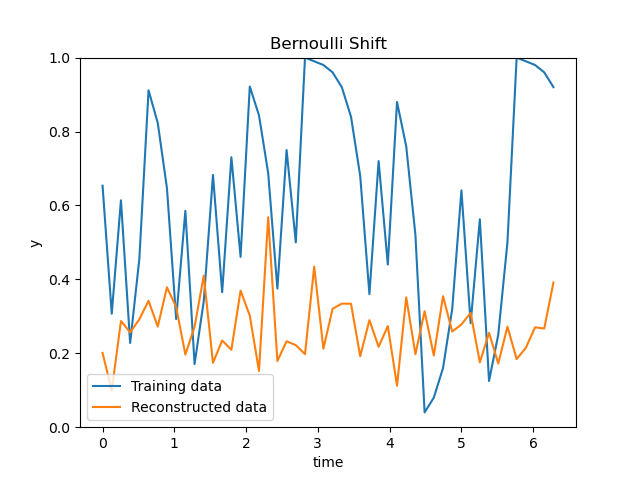 Bernoulli Shift
1.0
0.8
0.6
0.4
0.2
0.0
y
Training data
Reconstructed data
0 1 2 3 4 5 6
time